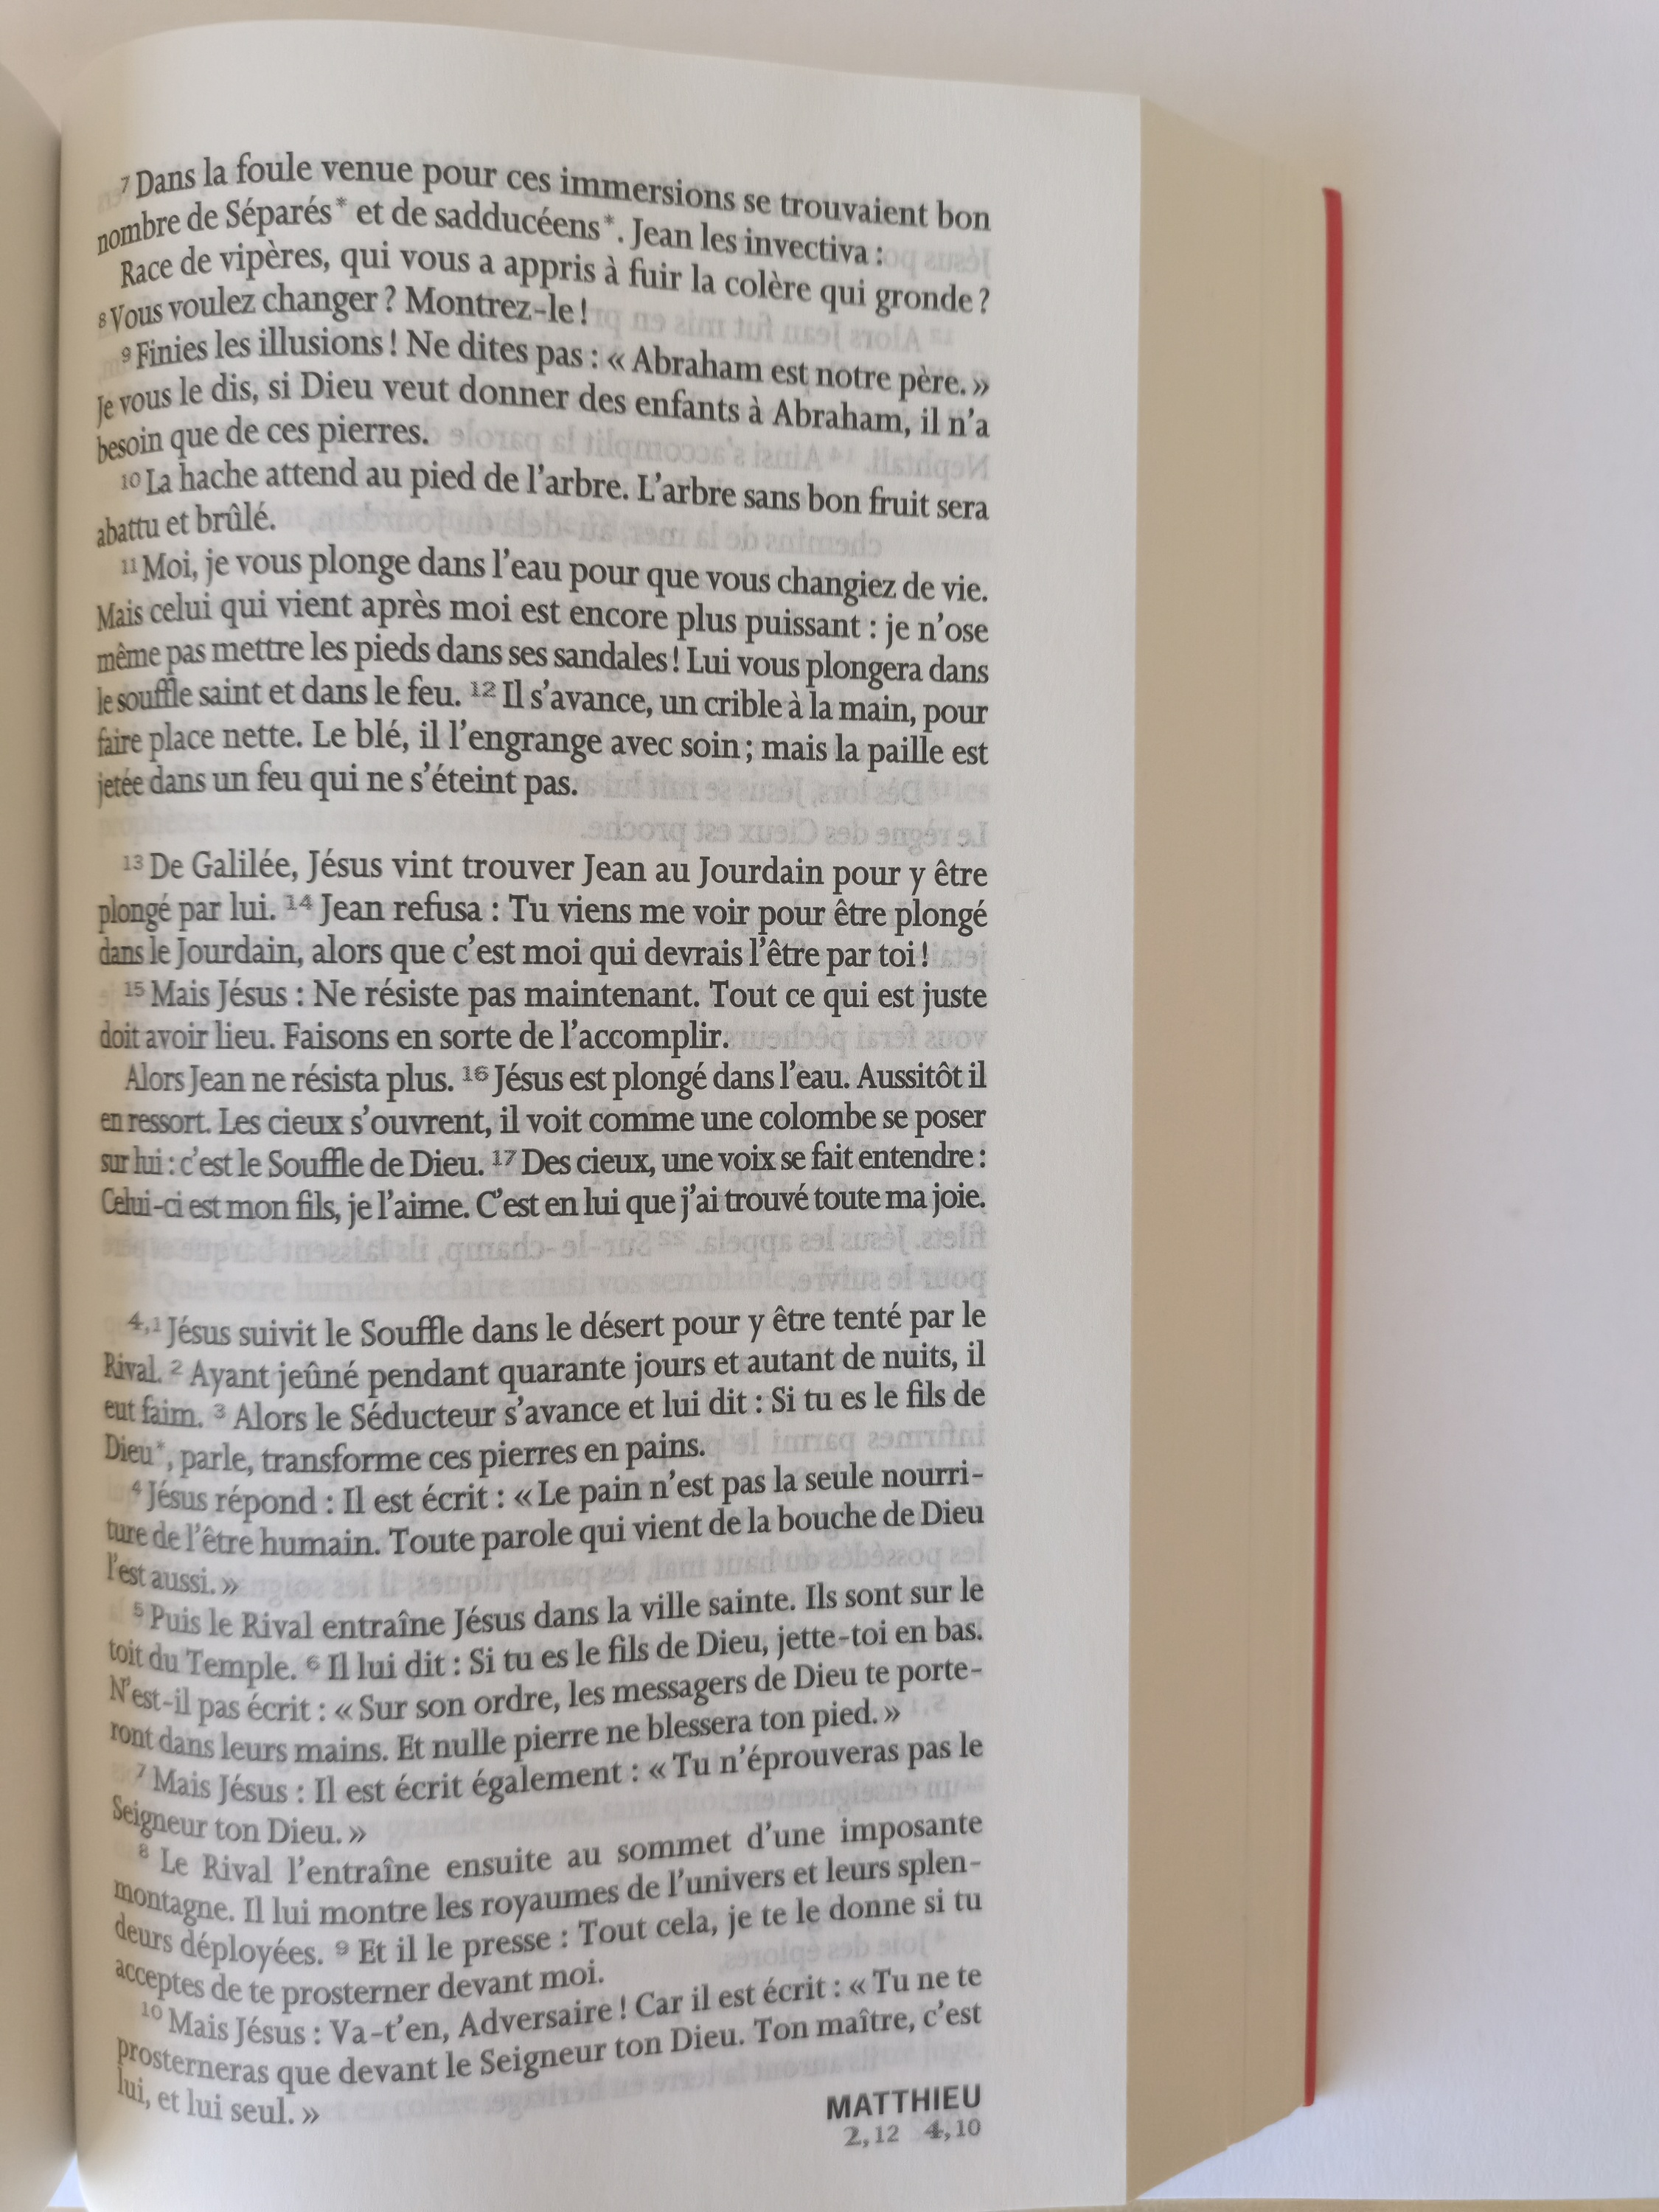 7 Dans la foule venue pour ces immersions se trouvaient bon
nombre de Séparés* et de sadducéens*. Jean les invectiva :
Race de vipères, qui vous a appris à fuir la colère qui gronde ?
8 Vous voulez changer ? Montrez-le !
9 Finies les illusions ! Ne dites pas : « Abraham est notre père. »
Je vous le dis, si Dieu veut donner des enfants à Abraham, il n'a
besoin que de ces pierres.
10 La hache attend au pied de l'arbre. L'arbre sans bon fruit sera
abattu et brûlé.
11 Moi, je vous plonge dans l'eau pour que vous changiez de vie.
Mais celui qui vient après moi est encore plus puissant : je n'ose
même pas mettre les pieds dans ses sandales ! Lui vous plongera dans
le souffle saint et dans le feu. 12 Il s'avance, un crible à la main, pour
faire place nette. Le blé, il l'engrange avec soin ; mais la paille est
jetée dans un feu qui ne s'éteint pas.
13 De Galilée, Jésus vint trouver Jean au Jourdain pour y être
plongé par lui. 14 Jean refusa : Tu viens me voir pour être plongé
dans le Jourdain, alors que c'est moi qui devrais l'être par toi !
15 Mais Jésus : Ne résiste pas maintenant. Tout ce qui est juste
doit avoir lieu. Faisons en sorte de l'accomplir.
Alors Jean ne résista plus. 16 Jésus est plongé dans l'eau. Aussitôt il
en ressort. Les cieux s'ouvrent, il voit comme une colombe se poser
sur lui : c'est le Souffle de Dieu. 17 Des cieux, une voix se fait entendre :
Celui-ci est mon fils, je l'aime. C'est en lui que j'ai trouvé toute ma joie.
4,1 Jésus suivit le Souffle dans le désert pour y être tenté par le
Rival. 2 Ayant jeûné pendant quarante jours et autant de nuits, il
eut faim. 3 Alors le Séducteur s'avance et lui dit : Si tu es le fils de
Dieu*, parle, transforme ces pierres en pains.
4 Jésus répond : Il est écrit : « Le pain n'est pas la seule nourri-
ture de l'être humain. Toute parole qui vient de la bouche de Dieu
l'est aussi. »
5 Puis le Rival entraîne Jésus dans la ville sainte. Ils sont sur le
toit du Temple. 6 Il lui dit : Si tu es le fils de Dieu, jette-toi en bas.
N'est-il pas écrit : « Sur son ordre, les messagers de Dieu te porte-
ront dans leurs mains. Et nulle pierre ne blessera ton pied. »
7 Mais Jésus : Il est écrit également : « Tu n'éprouveras pas le
Seigneur ton Dieu. »
8 Le Rival l'entraîne ensuite au sommet d'une imposante
montagne. Il lui montre les royaumes de l'univers et leurs splen-
deurs déployées. 9 Et il le presse : Tout cela, je te le donne si tu
acceptes de te prosterner devant moi.
10 Mais Jésus : Va-t'en, Adversaire ! Car il est écrit : « Tu ne te
prosterneras que devant le Seigneur ton Dieu. Ton maître, c'est
lui, et lui seul. »
MATTHIEU
2,12 4,10